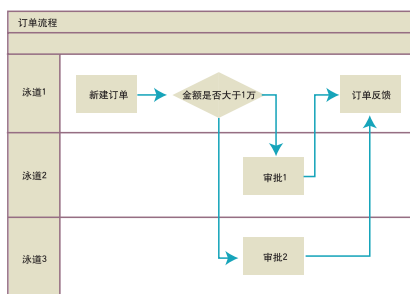 订单流程
泳道1
新建订单
金额是否大于1万
订单反馈
泳道2
审批1
泳道3
审批2